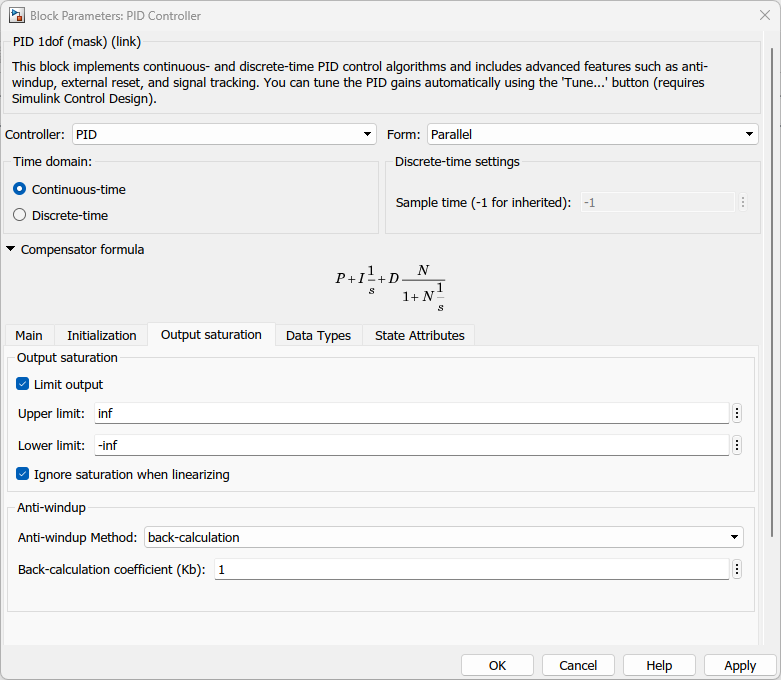 Block Parameters: PID Controller
PID 1dof (mask) (link)
This block implements continuous- and discrete-time PID control algorithms and includes advanced features such as anti-
windup, external reset, and signal tracking. You can tune the PID gains automatically using the 'Tune...' button (requires
Simulink Control Design).
Controller: PID Form: Parallel
Time domain: Discrete-time settings
Continuous-time
Sample time (-1 for inherited): -1
Discrete-time
Compensator formula
P + I 1/s + D N/(1 + N 1/s)
Main Initialization Output saturation Data Types State Attributes
Output saturation
Limit output
Upper limit: inf
Lower limit: -inf
Ignore saturation when linearizing
Anti-windup
Anti-windup Method: back-calculation
Back-calculation coefficient (Kb): 1
OK Cancel Help Apply